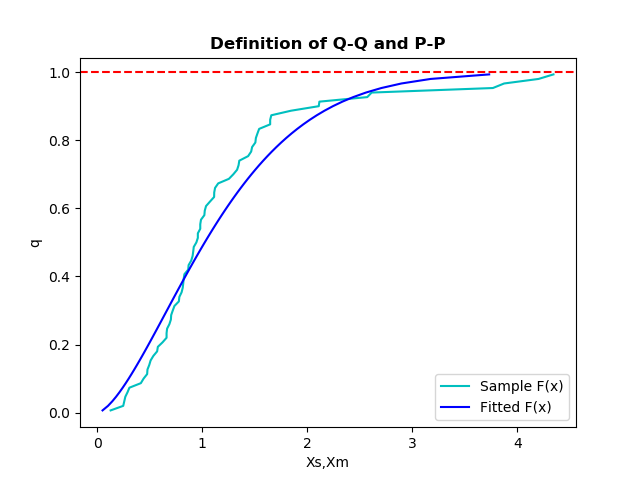 Definition of Q-Q and P-P
1.0
0.8
0.6
0.4
0.2
0.0
q
0 1 2 3 4
Xs,Xm
Sample F(x)
Fitted F(x)